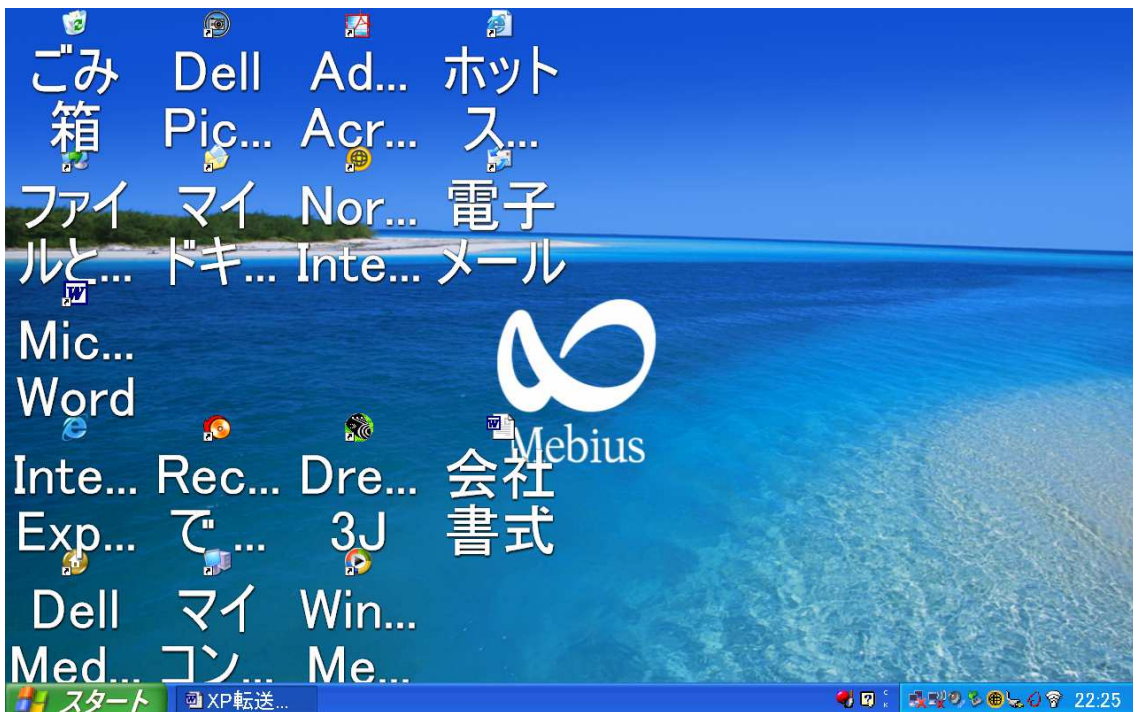 ごみ
箱
Dell
Pic...
Ad...
Acr...
ホット
ス...
ファイ
ルと...
マイ
ドキ...
Nor...
Inte...
電子
メール
Mic...
Word
Mebius
Inte...
Exp...
Rec...
で ...
Dre...
3J
会社
書式
Dell
Med...
マイ
コン...
Win...
Me...
スタート
XP転送...
22:25